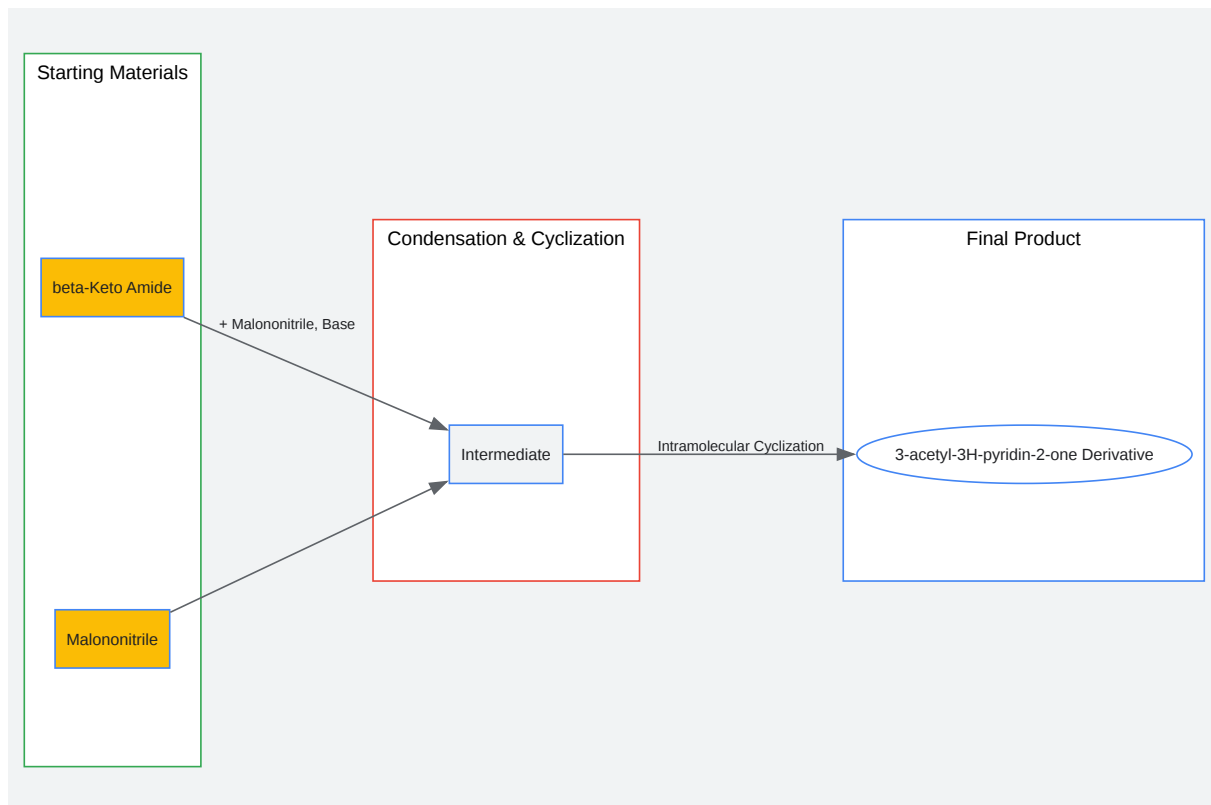 Starting Materials
beta-Keto Amide
Malononitrile
+ Malononitrile, Base
Condensation & Cyclization
Intermediate
Intramolecular Cyclization
Final Product
3-acetyl-3H-pyridin-2-one Derivative